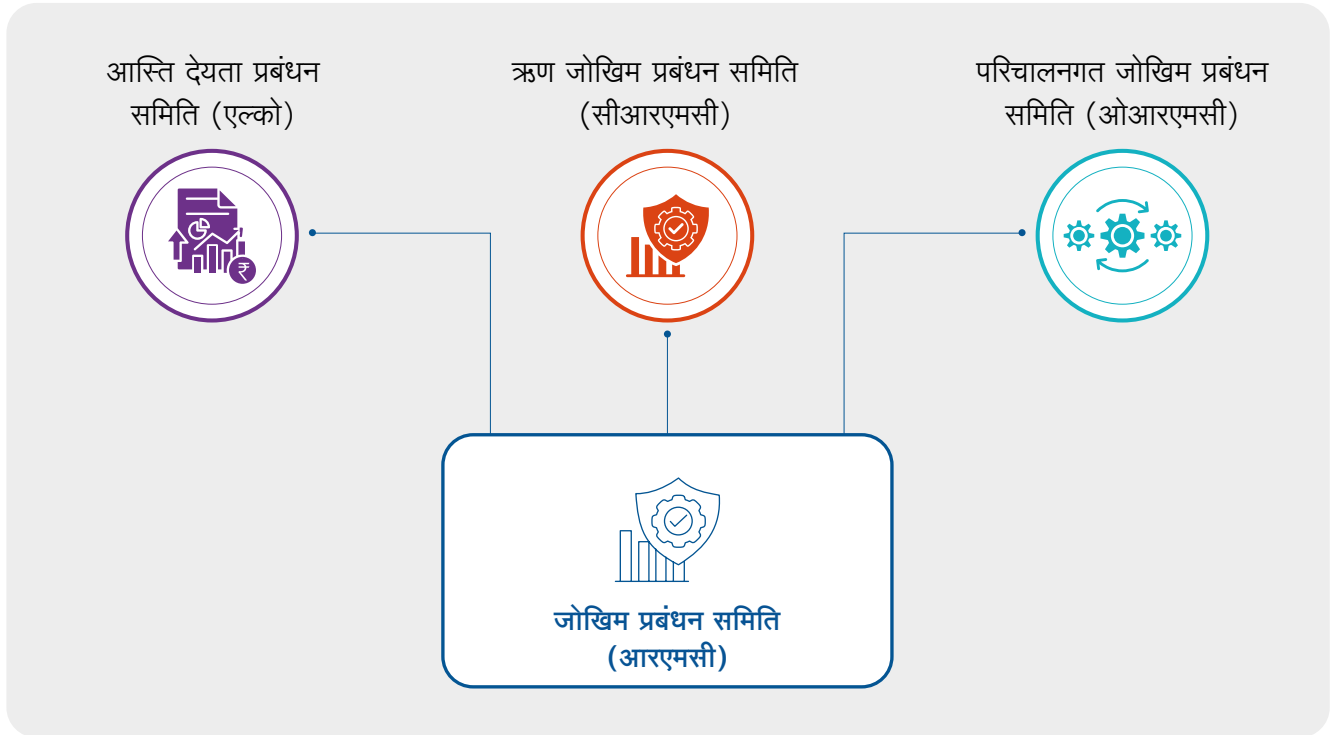 आस्ति देयता प्रबंधन
समिति (एल्को)
ऋण जोखिम प्रबंधन समिति
(सीआरएमसी)
परिचालनगत जोखिम प्रबंधन
समिति (ओआरएमसी)
₹
जोखिम प्रबंधन समिति
(आरएमसी)